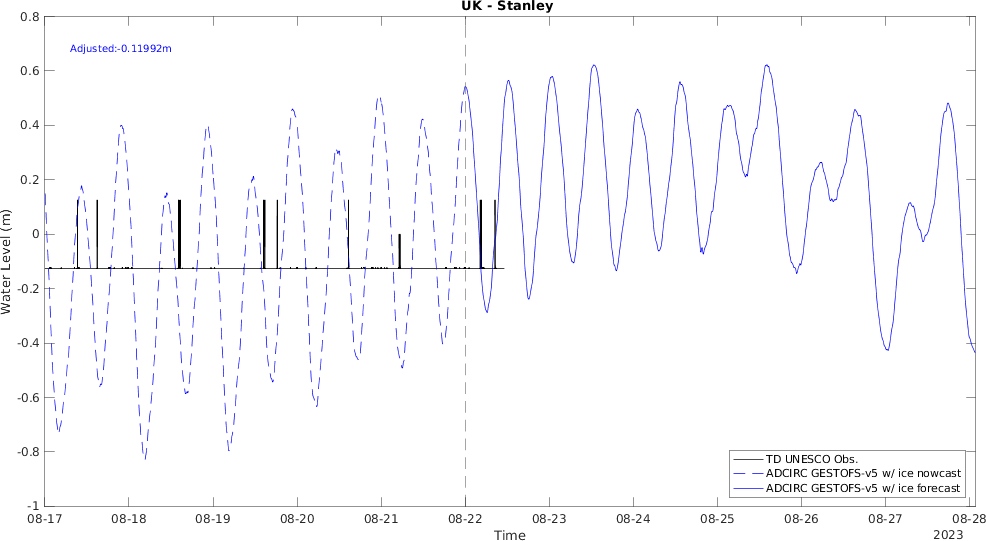 UK - Stanley
Adjusted:-0.11992m
0.8
0.6
0.4
0.2
0
-0.2
-0.4
-0.6
-0.8
-1
Water Level (m)
TD UNESCO Obs.
ADCIRC GESTOFS-v5 w/ ice nowcast
ADCIRC GESTOFS-v5 w/ ice forecast
08-17 08-18 08-19 08-20 08-21 08-22 08-23 08-24 08-25 08-26 08-27 08-28
Time
2023